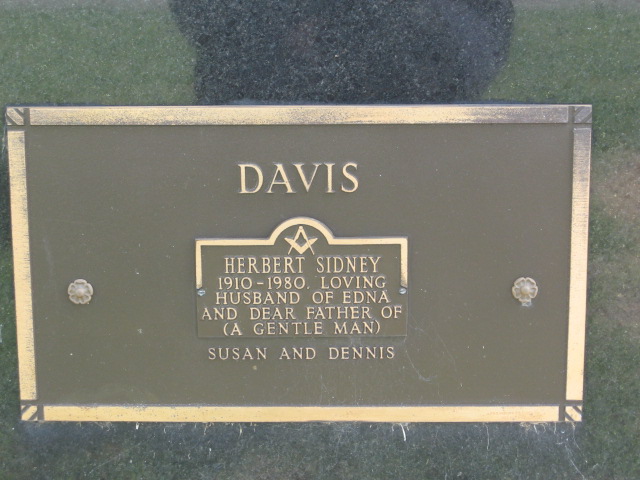 DAVIS
HERBERT SIDNEY
1910-1980, LOVING
HUSBAND OF EDNA
AND DEAR FATHER OF
(A GENTLE MAN)
SUSAN AND DENNIS